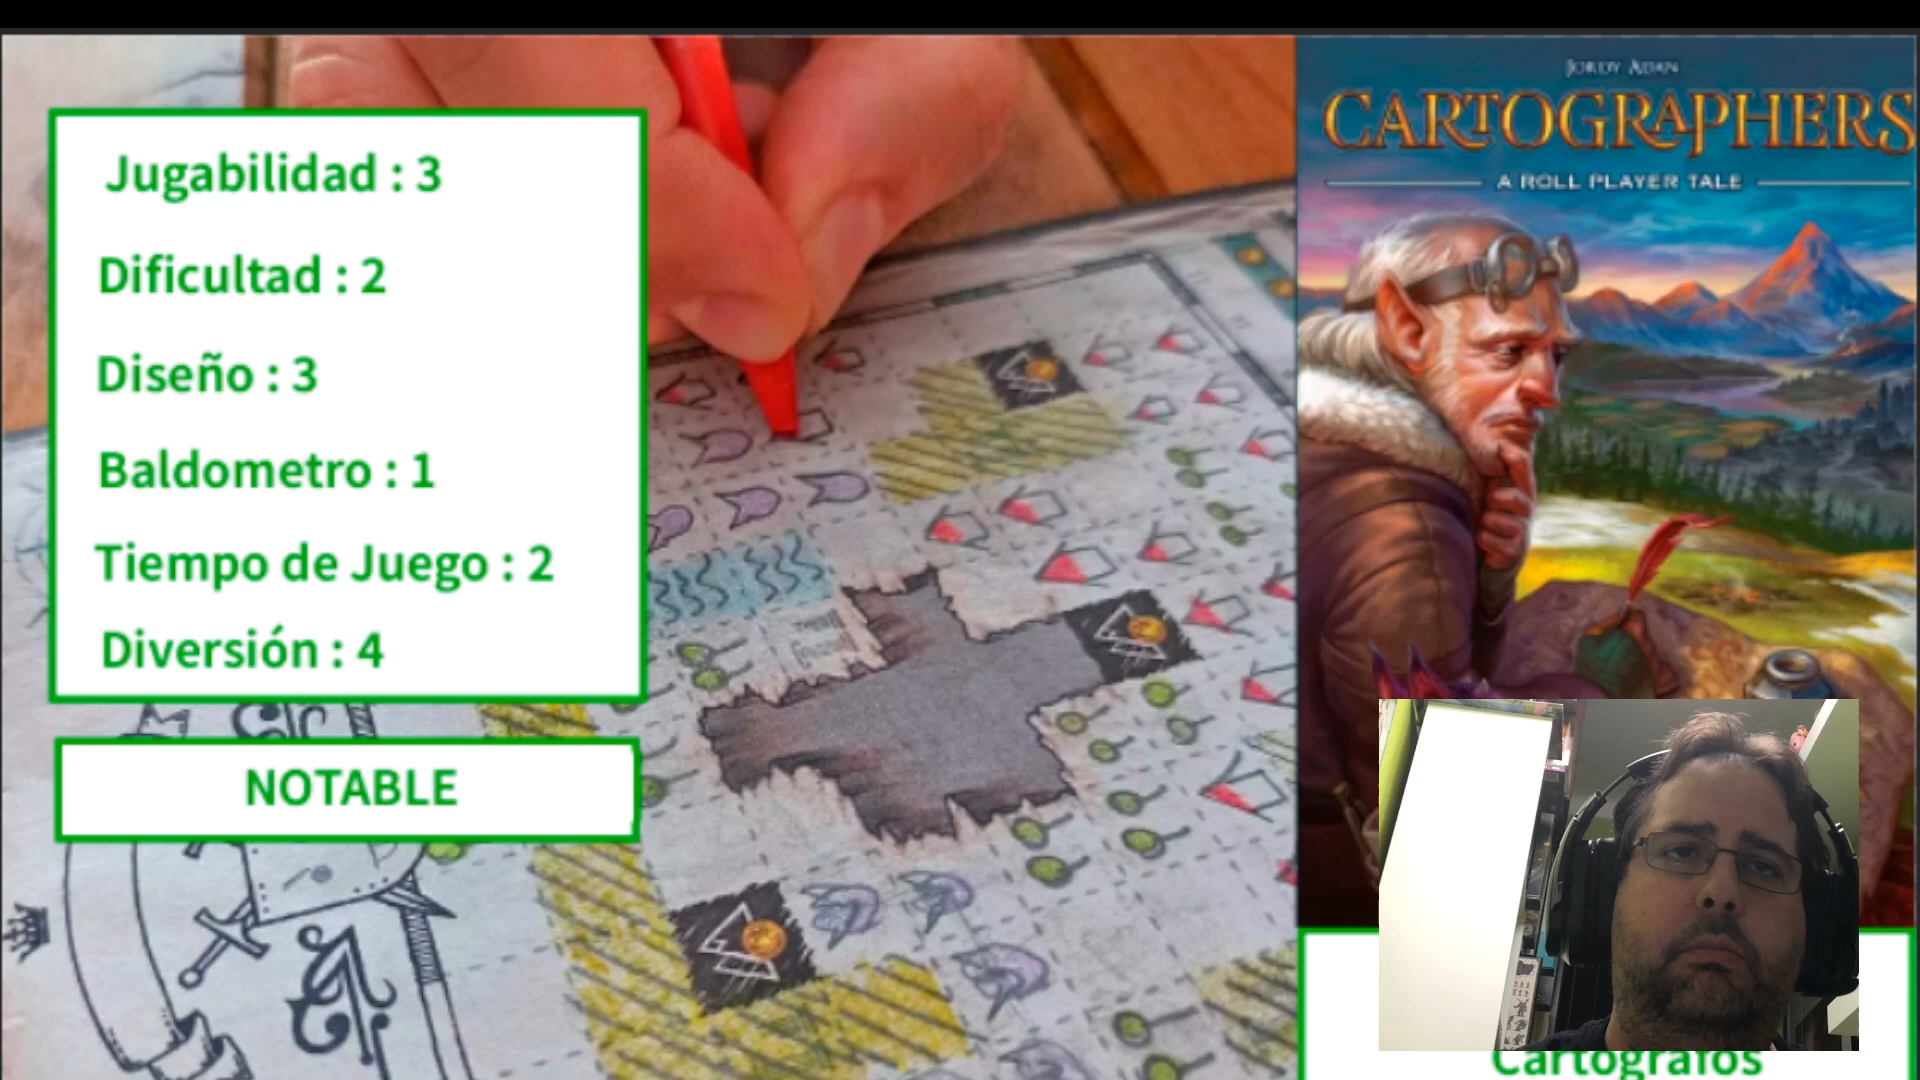 Jugabilidad : 3
Dificultad : 2
Diseño : 3
Baldometro : 1
Tiempo de Juego : 2
Diversión : 4
NOTABLE
JORDY ADAN
CARTOGRAPHERS
A ROLL PLAYER TALE
Cartógrafos